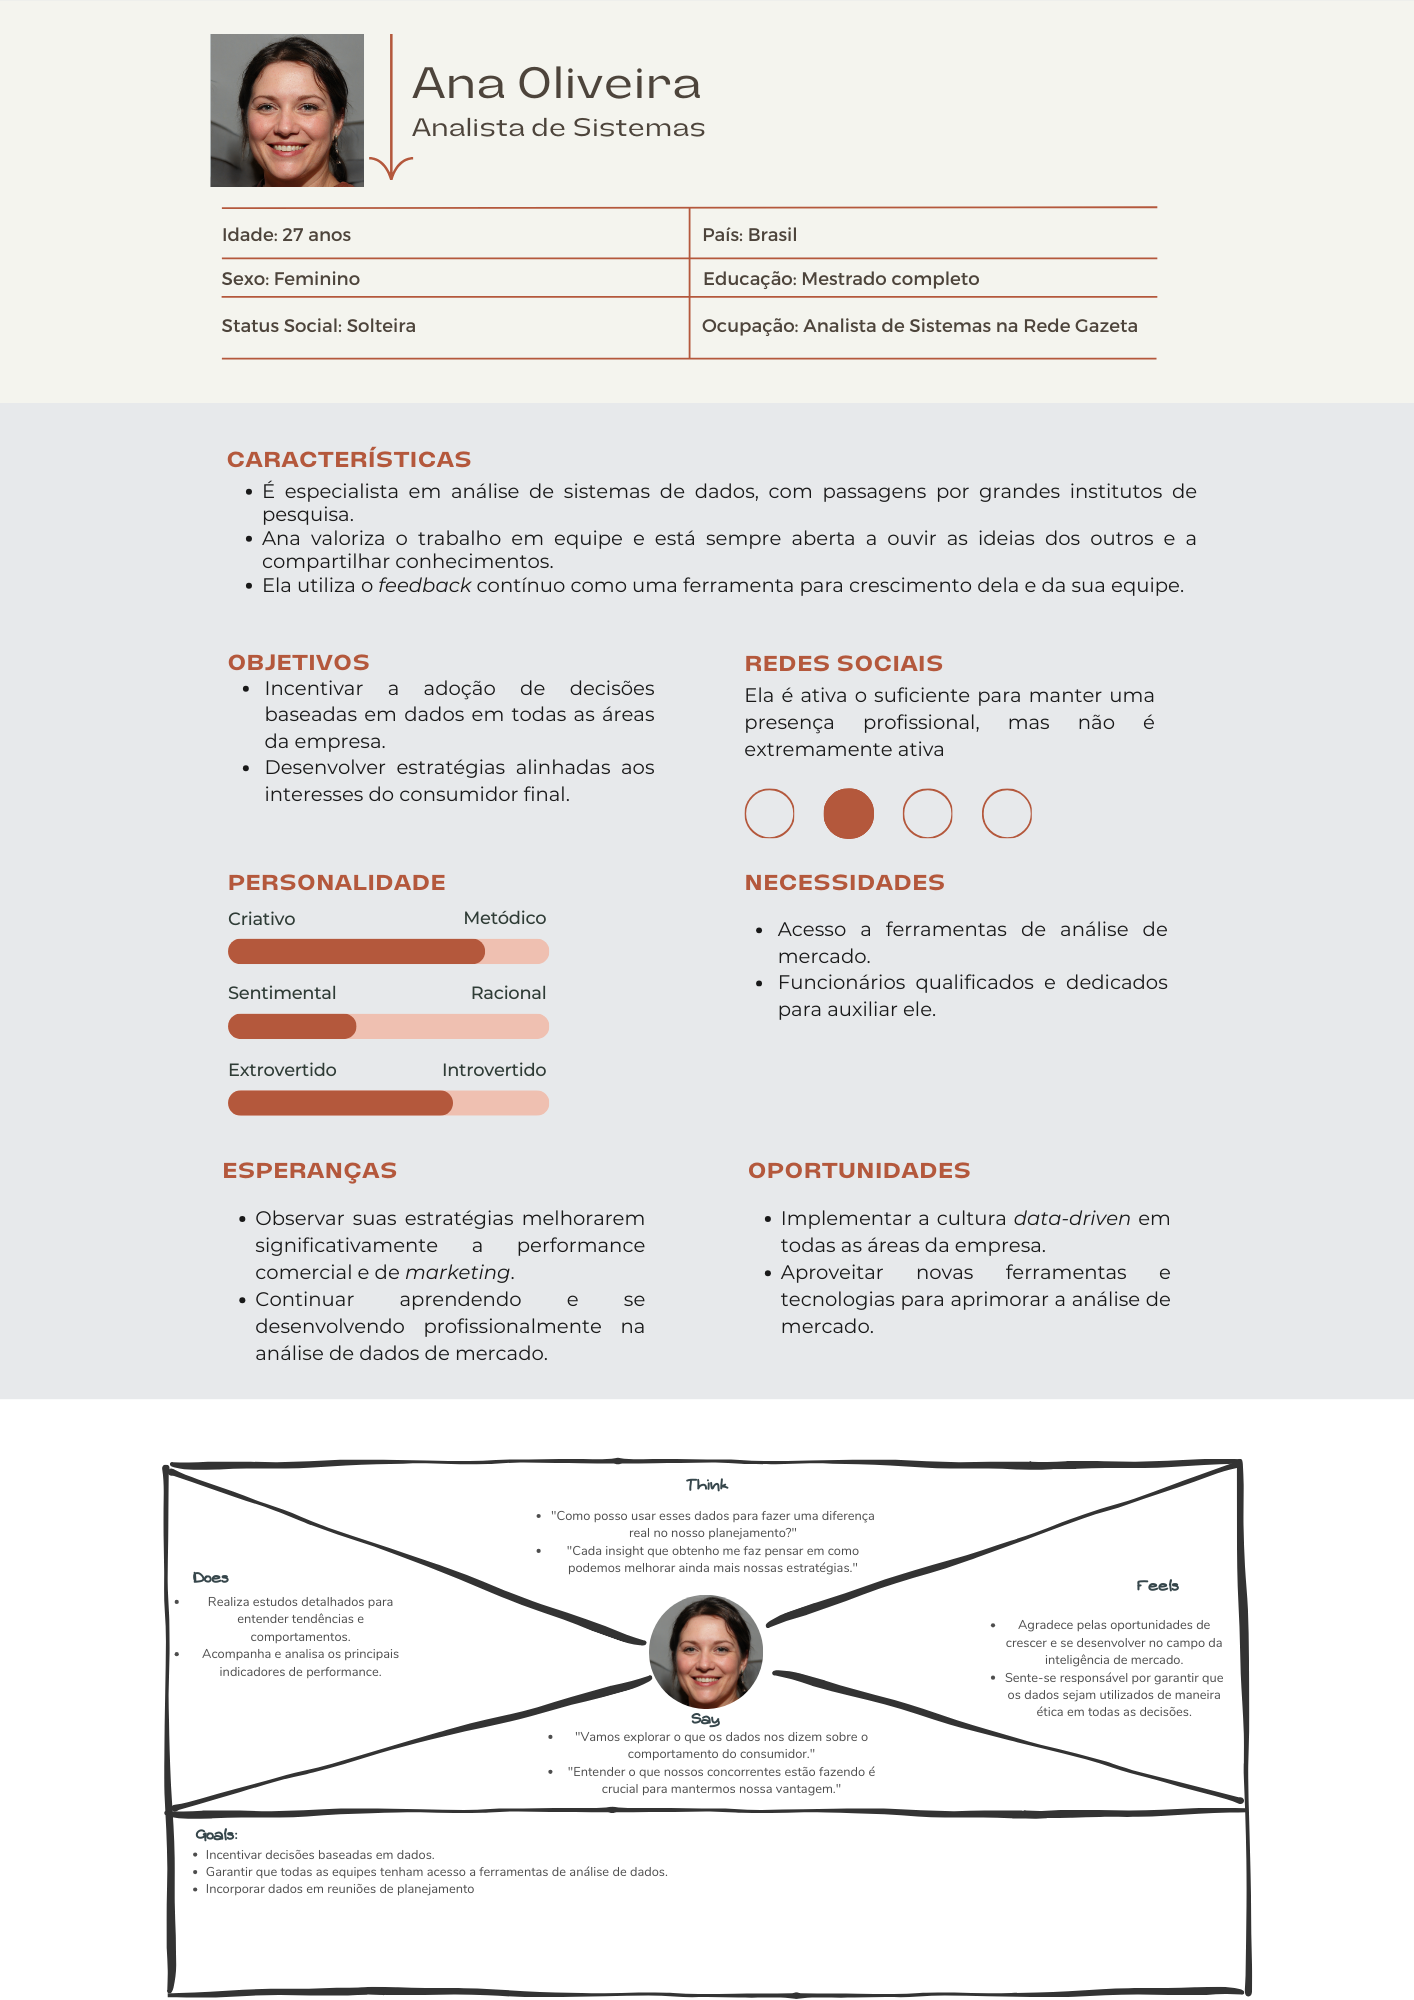 Ana Oliveira
Analista de Sistemas
Idade: 27 anos
País: Brasil
Sexo: Feminino
Educação: Mestrado completo
Status Social: Solteira
Ocupação: Analista de Sistemas na Rede Gazeta
CARACTERÍSTICAS
• É especialista em análise de sistemas de dados, com passagens por grandes institutos de
pesquisa.
• Ana valoriza o trabalho em equipe e está sempre aberta a ouvir as ideias dos outros e a
compartilhar conhecimentos.
• Ela utiliza o feedback contínuo como uma ferramenta para crescimento dela e da sua equipe.
OBJETIVOS
• Incentivar a adoção de decisões
baseadas em dados em todas as áreas
da empresa.
• Desenvolver estratégias alinhadas aos
interesses do consumidor final.
REDES SOCIAIS
Ela é ativa o suficiente para manter uma
presença profissional, mas não é
extremamente ativa
PERSONALIDADE
Criativo Metódico
Sentimental Racional
Extrovertido Introvertido
NECESSIDADES
• Acesso a ferramentas de análise de
mercado.
• Funcionários qualificados e dedicados
para auxiliar ele.
ESPERANÇAS
• Observar suas estratégias melhorarem
significativamente a performance
comercial e de marketing.
• Continuar aprendendo e se
desenvolvendo profissionalmente na
análise de dados de mercado.
OPORTUNIDADES
• Implementar a cultura data-driven em
todas as áreas da empresa.
• Aproveitar novas ferramentas e
tecnologias para aprimorar a análise de
mercado.
Think
• "Como posso usar esses dados para fazer uma diferença
real no nosso planejamento?"
• "Cada insight que obtenho me faz pensar em como
podemos melhorar ainda mais nossas estratégias."
Does
• Realiza estudos detalhados para
entender tendências e
comportamentos.
• Acompanha e analisa os principais
indicadores de performance.
Feels
• Agradece pelas oportunidades de
crescer e se desenvolver no campo da
inteligência de mercado.
• Sente-se responsável por garantir que
os dados sejam utilizados de maneira
ética em todas as decisões.
Say
• "Vamos explorar o que os dados nos dizem sobre o
comportamento do consumidor."
• "Entender o que nossos concorrentes estão fazendo é
crucial para mantermos nossa vantagem."
Goals:
• Incentivar decisões baseadas em dados.
• Garantir que todas as equipes tenham acesso a ferramentas de análise de dados.
• Incorporar dados em reuniões de planejamento